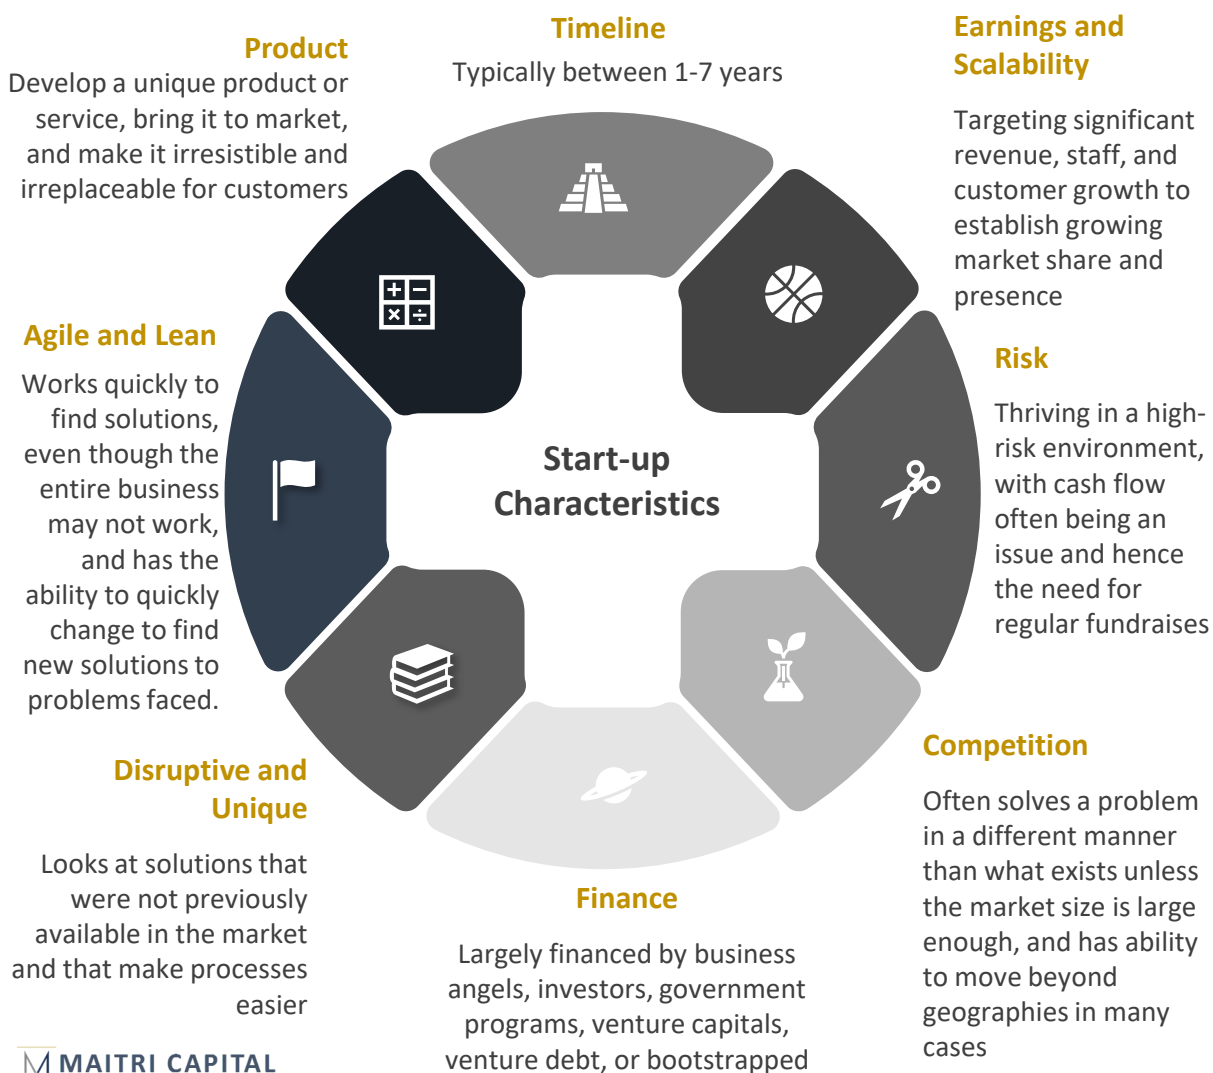 Timeline
Typically between 1-7 years
Earnings and
Scalability
Targeting significant
revenue, staff, and
customer growth to
establish growing
market share and
presence
Risk
Thriving in a high-
risk environment,
with cash flow
often being an
issue and hence
the need for
regular fundraises
Competition
Often solves a problem
in a different manner
than what exists unless
the market size is large
enough, and has ability
to move beyond
geographies in many
cases
Finance
Largely financed by business
angels, investors, government
programs, venture capitals,
venture debt, or bootstrapped
Disruptive and
Unique
Looks at solutions that
were not previously
available in the market
and that make processes
easier
Agile and Lean
Works quickly to
find solutions,
even though the
entire business
may not work,
and has the
ability to quickly
change to find
new solutions to
problems faced.
Product
Develop a unique product or
service, bring it to market,
and make it irresistible and
irreplaceable for customers
Start-up
Characteristics
MAITRI CAPITAL